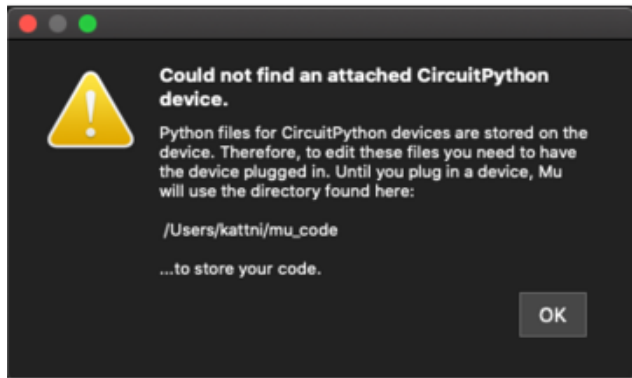 Could not find an attached CircuitPython
device.
Python files for CircuitPython devices are stored on the
device. Therefore, to edit these files you need to have
the device plugged in. Until you plug in a device, Mu
will use the directory found here:
/Users/kattni/mu_code
...to store your code.
OK